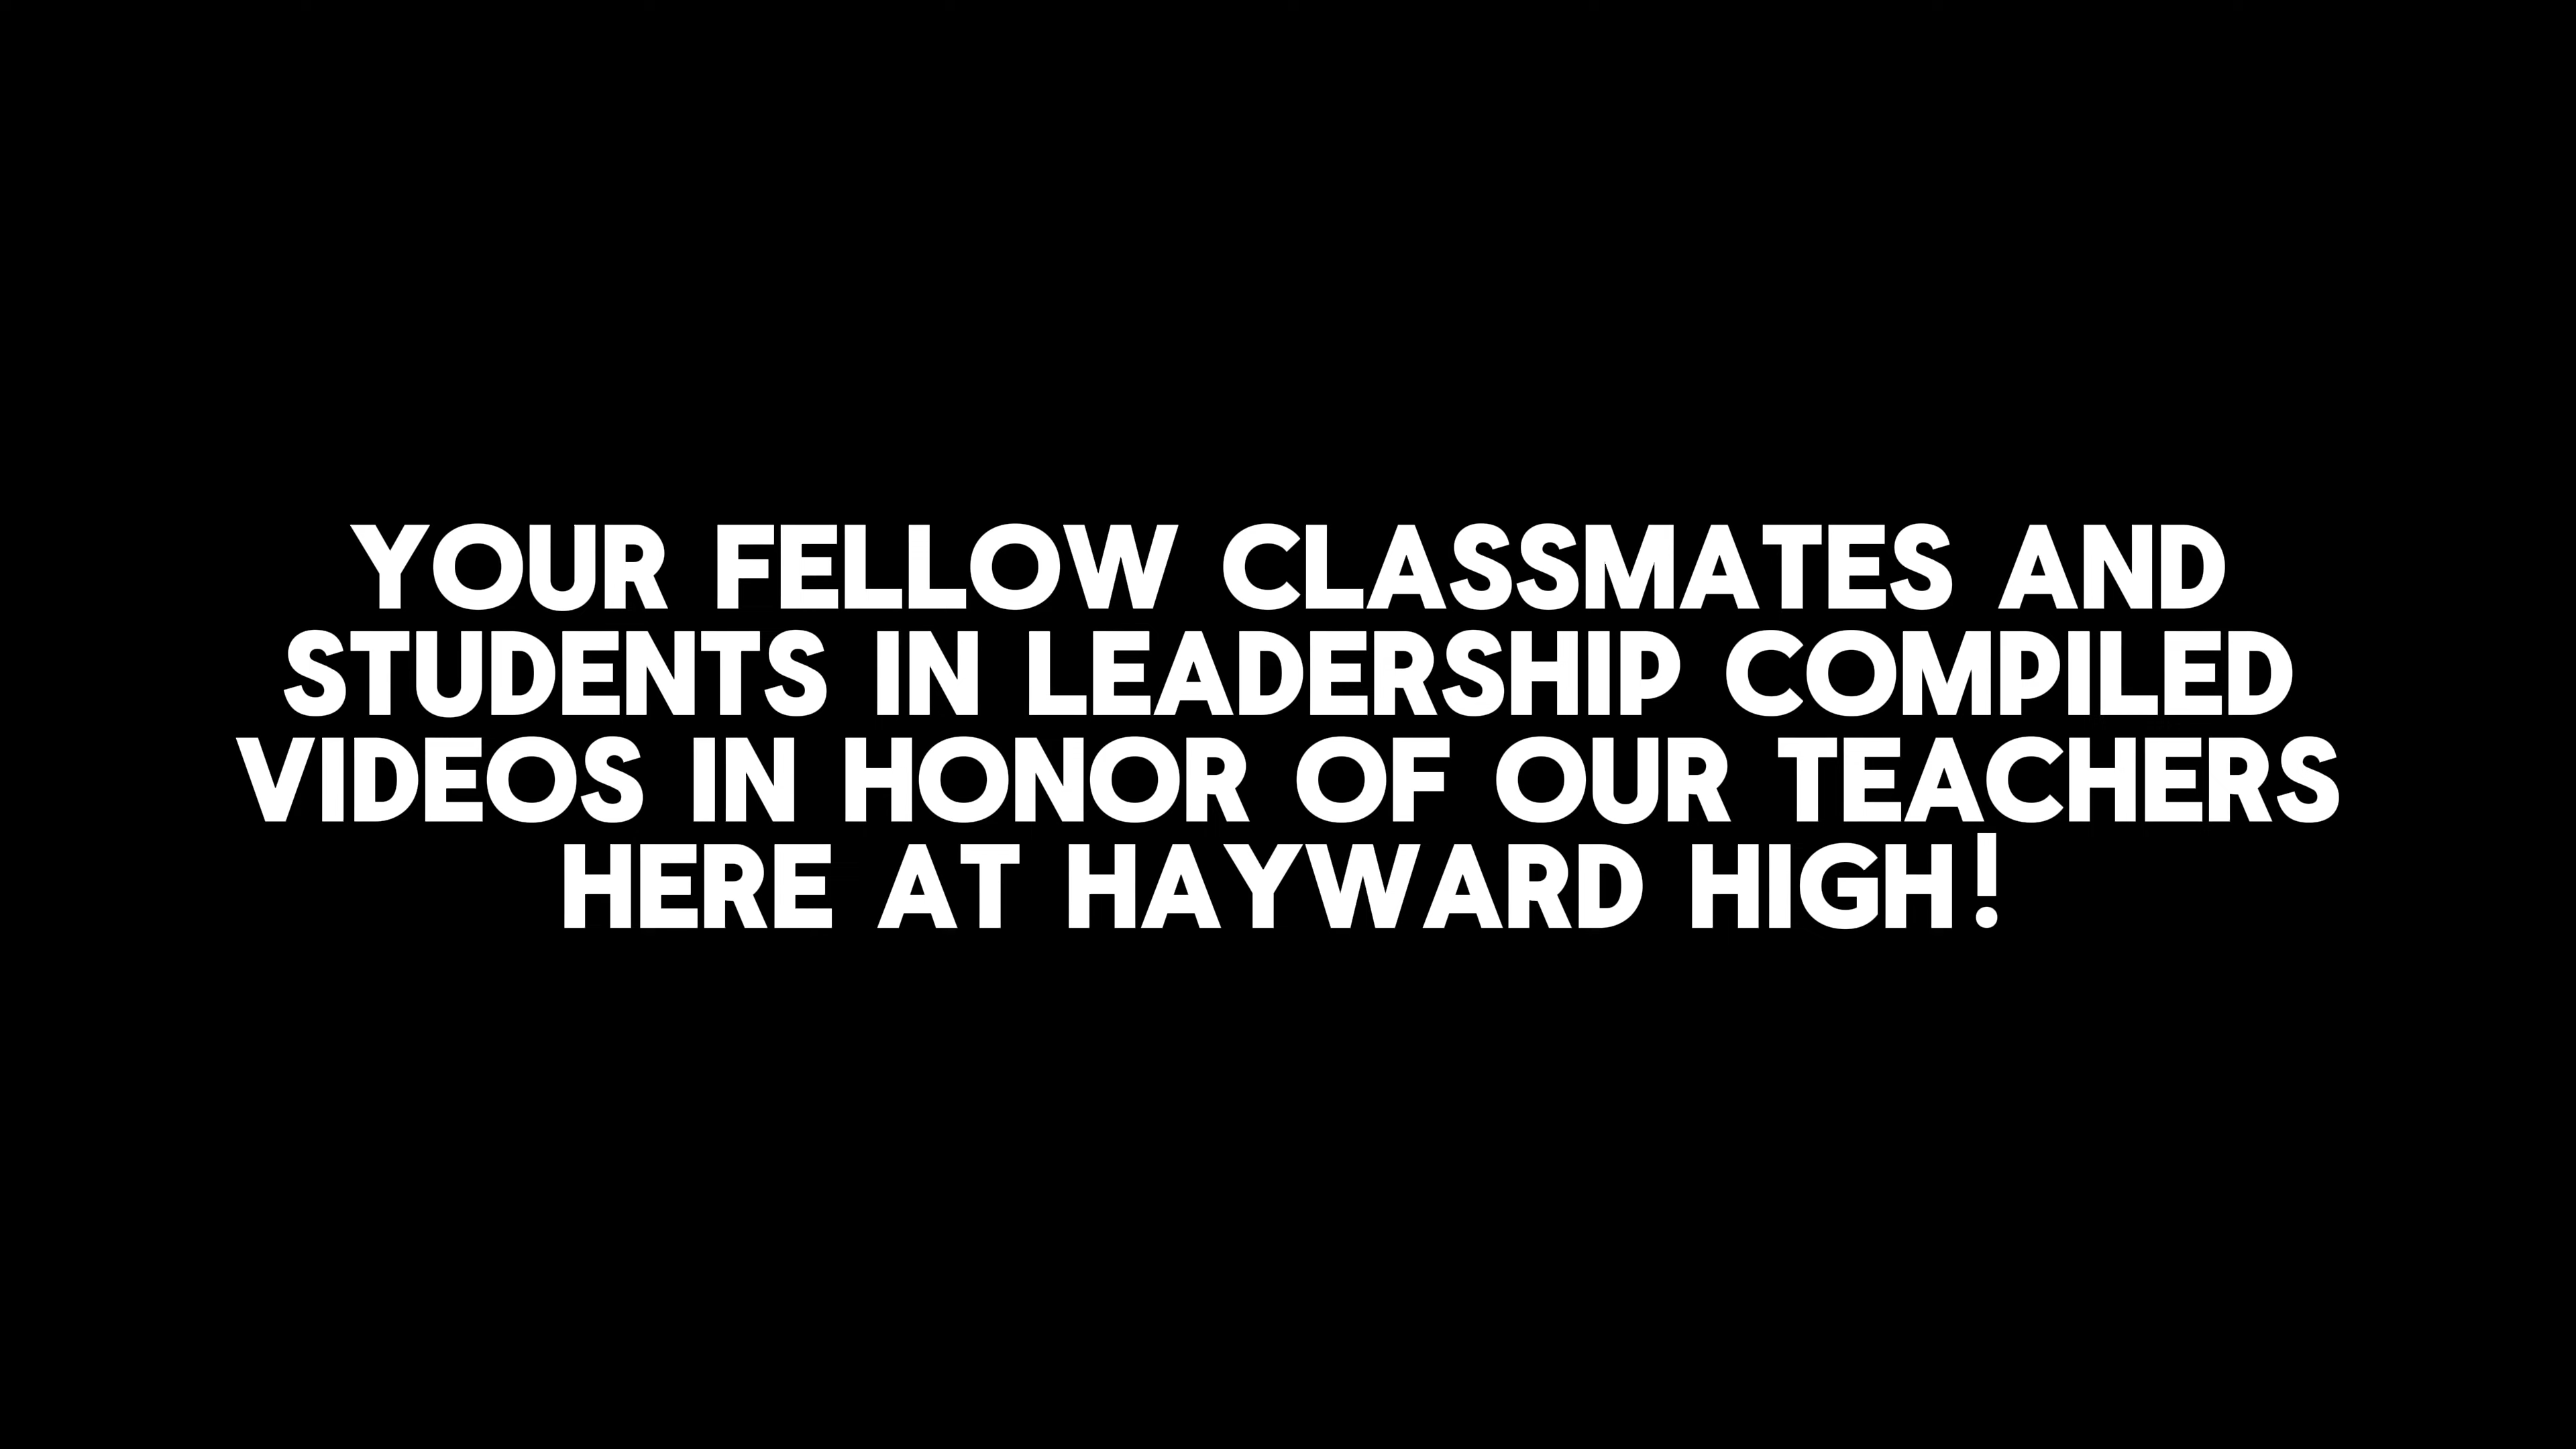 YOUR FELLOW CLASSMATES AND
STUDENTS IN LEADERSHIP COMPILED
VIDEOS IN HONOR OF OUR TEACHERS
HERE AT HAYWARD HIGH!